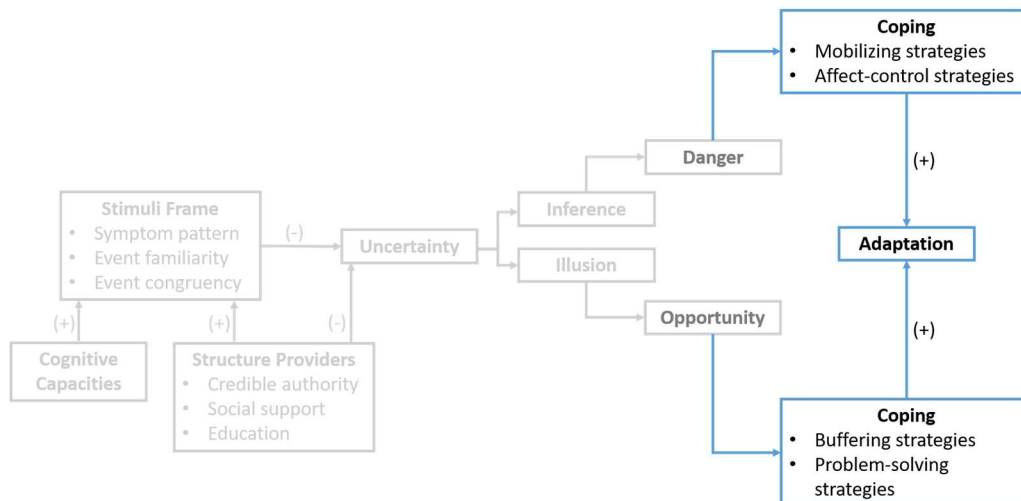 Coping
• Mobilizing strategies
• Affect-control strategies
(+)
Danger
Stimuli Frame
• Symptom pattern
• Event familiarity
• Event congruency
(-)
Uncertainty
Inference
Illusion
Adaptation
Opportunity
(+)
(+)
(-)
(+)
Cognitive
Capacities
Structure Providers
• Credible authority
• Social support
• Education
Coping
• Buffering strategies
• Problem-solving
strategies